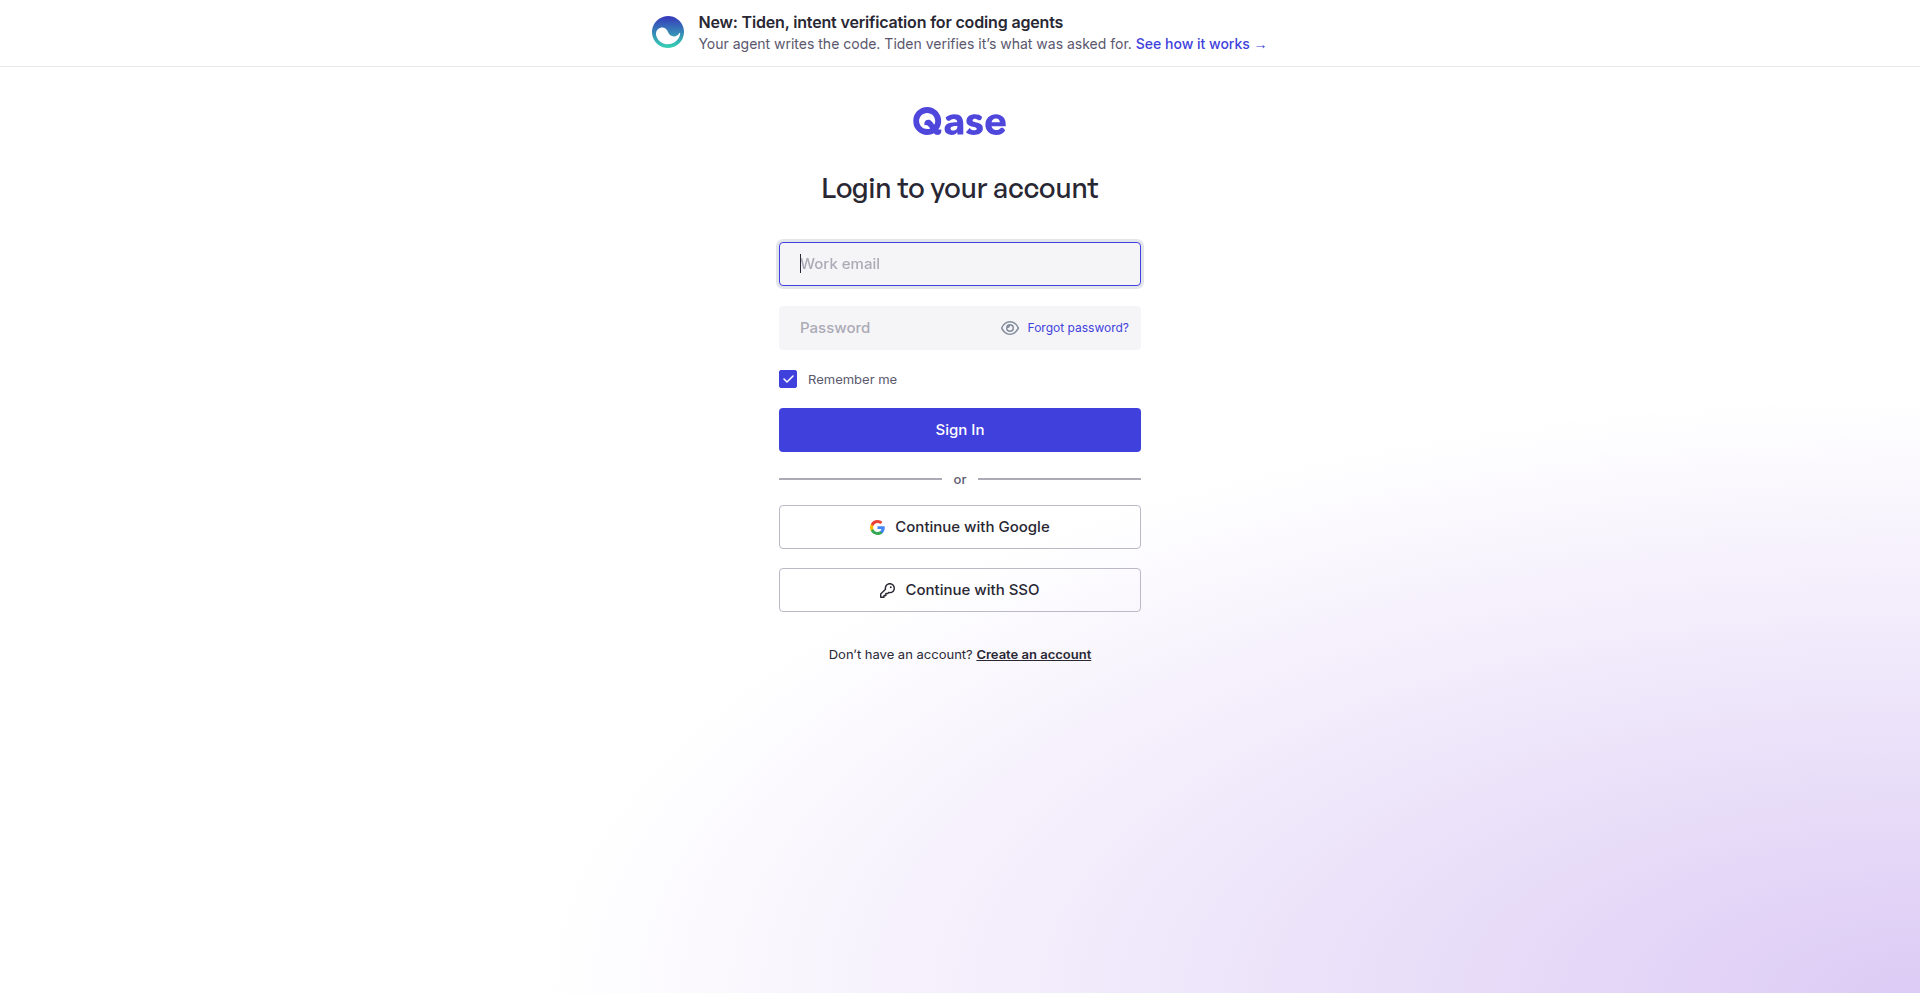 New: Tiden, intent verification for coding agents
Your agent writes the code. Tiden verifies it’s what was asked for. See how it works →
Qase
Login to your account
Work email
Password
Forgot password?
Remember me
Sign In
or
Continue with Google
Continue with SSO
Don’t have an account? Create an account